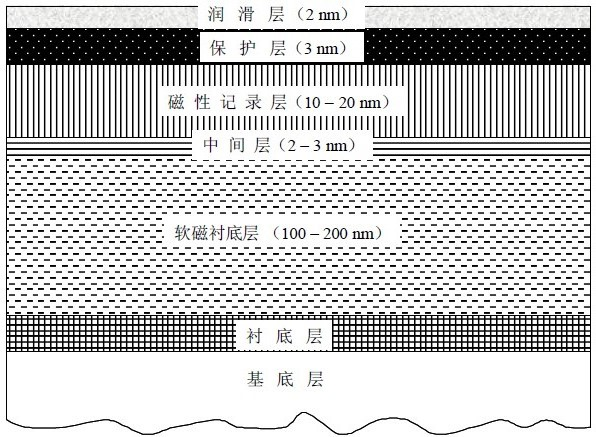 润 滑 层（2 nm）
保 护 层（3 nm）
磁 性 记 录 层（10 – 20 nm）
中 间 层（2 – 3 nm）
软磁衬底层 （100 – 200 nm）
衬 底 层
基 底 层